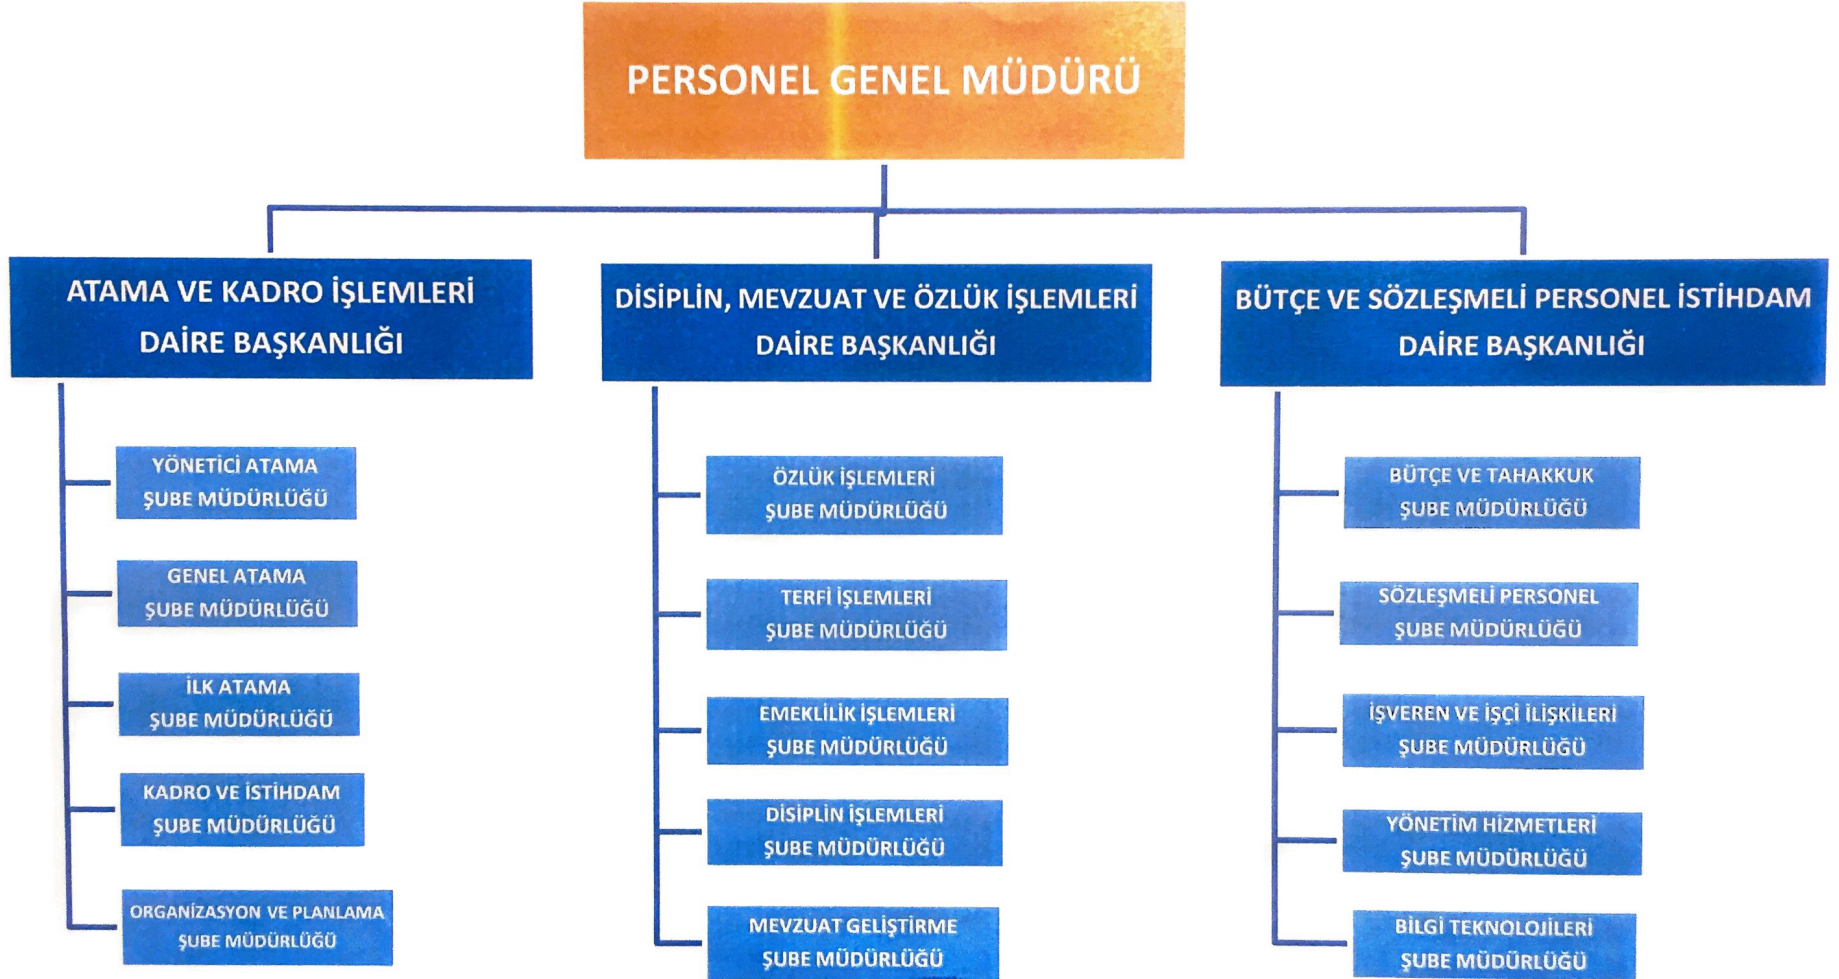 PERSONEL GENEL MÜDÜRÜ
ATAMA VE KADRO İŞLEMLERİ
DAİRE BAŞKANLIĞI
YÖNETİCİ ATAMA
ŞUBE MÜDÜRLÜĞÜ
GENEL ATAMA
ŞUBE MÜDÜRLÜĞÜ
İLK ATAMA
ŞUBE MÜDÜRLÜĞÜ
KADRO VE İSTİHDAM
ŞUBE MÜDÜRLÜĞÜ
ORGANİZASYON VE PLANLAMA
ŞUBE MÜDÜRLÜĞÜ
DİSİPLİN, MEVZUAT VE ÖZLÜK İŞLEMLERİ
DAİRE BAŞKANLIĞI
ÖZLÜK İŞLEMLERİ
ŞUBE MÜDÜRLÜĞÜ
TERFİ İŞLEMLERİ
ŞUBE MÜDÜRLÜĞÜ
EMEKLİLİK İŞLEMLERİ
ŞUBE MÜDÜRLÜĞÜ
DİSİPLİN İŞLEMLERİ
ŞUBE MÜDÜRLÜĞÜ
MEVZUAT GELİŞTİRME
ŞUBE MÜDÜRLÜĞÜ
BÜTÇE VE SÖZLEŞMELİ PERSONEL İSTİHDAM
DAİRE BAŞKANLIĞI
BÜTÇE VE TAHAKKUK
ŞUBE MÜDÜRLÜĞÜ
SÖZLEŞMELİ PERSONEL
ŞUBE MÜDÜRLÜĞÜ
İŞVEREN VE İŞÇİ İLİŞKİLERİ
ŞUBE MÜDÜRLÜĞÜ
YÖNETİM HİZMETLERİ
ŞUBE MÜDÜRLÜĞÜ
BİLGİ TEKNOLOJİLERİ
ŞUBE MÜDÜRLÜĞÜ